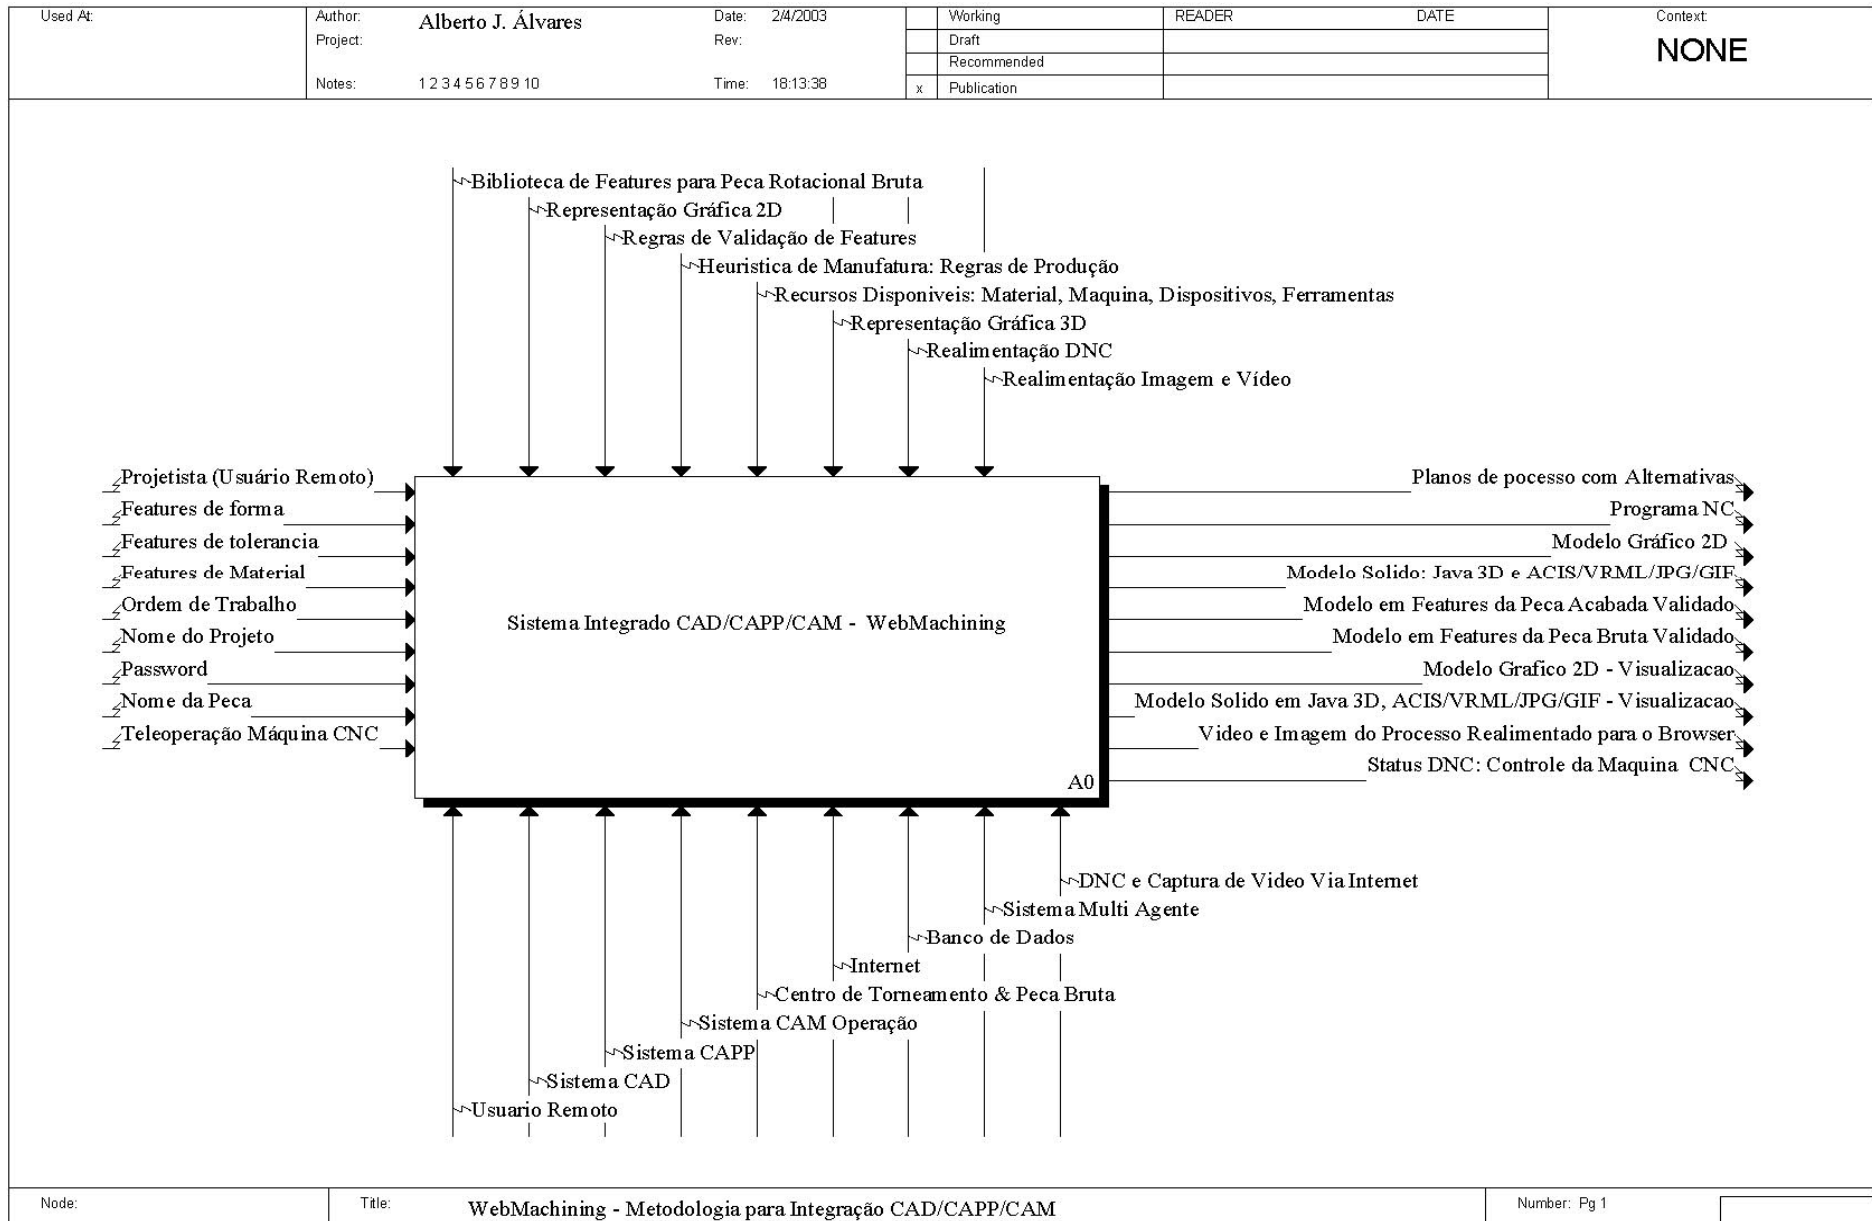 Used At:
Author: Alberto J. Álvares
Date: 2/4/2003
Working
READER DATE
Context:
Project:
Rev:
Draft
NONE
Recommended
Notes: 1 2 3 4 5 6 7 8 9 10
Time: 18:13:38
x Publication
Biblioteca de Features para Peca Rotacional Bruta
Representação Gráfica 2D
Regras de Validação de Features
Heuristica de Manufatura: Regras de Produção
Recursos Disponiveis: Material, Maquina, Dispositivos, Ferramentas
Representação Gráfica 3D
Realimentação DNC
Realimentação Imagem e Vídeo
Projetista (Usuário Remoto)
Features de forma
Features de tolerancia
Features de Material
Ordem de Trabalho
Nome do Projeto
Password
Nome da Peca
Teleoperação Máquina CNC
Sistema Integrado CAD/CAPP/CAM - WebMachining
A0
Planos de pocesso com Alternativas
Programa NC
Modelo Gráfico 2D
Modelo Solido: Java 3D e ACIS/VRML/JPG/GIF
Modelo em Features da Peca Acabada Validado
Modelo em Features da Peca Bruta Validado
Modelo Grafico 2D - Visualizacao
Modelo Solido em Java 3D, ACIS/VRML/JPG/GIF - Visualizacao
Video e Imagem do Processo Realimentado para o Browser
Status DNC: Controle da Maquina CNC
DNC e Captura de Video Via Internet
Sistema Multi Agente
Banco de Dados
Internet
Centro de Torneamento & Peca Bruta
Sistema CAM Operação
Sistema CAPP
Sistema CAD
Usuario Remoto
Node:
Title: WebMachining - Metodologia para Integração CAD/CAPP/CAM
Number: Pg 1